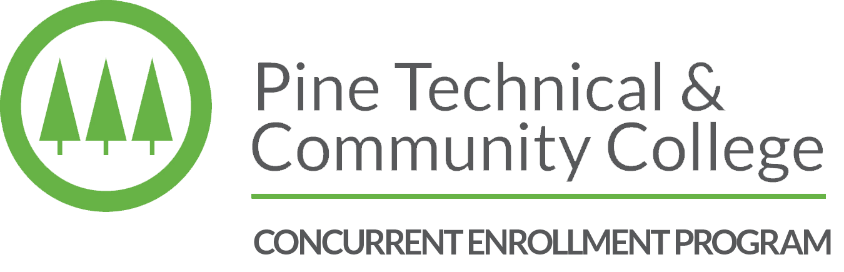 Pine Technical &
Community College
CONCURRENT ENROLLMENT PROGRAM